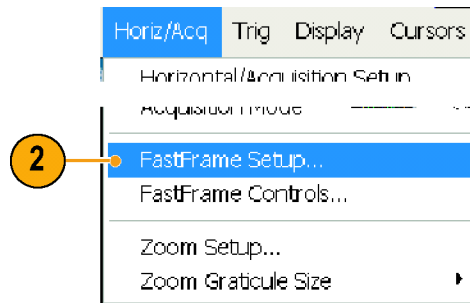 Horiz/Acq Trig Display Cursors
Horizontal/Acquisition Setup
Acquisition Mode
2
FastFrame Setup...
FastFrame Controls...
Zoom Setup...
Zoom Graticule Size